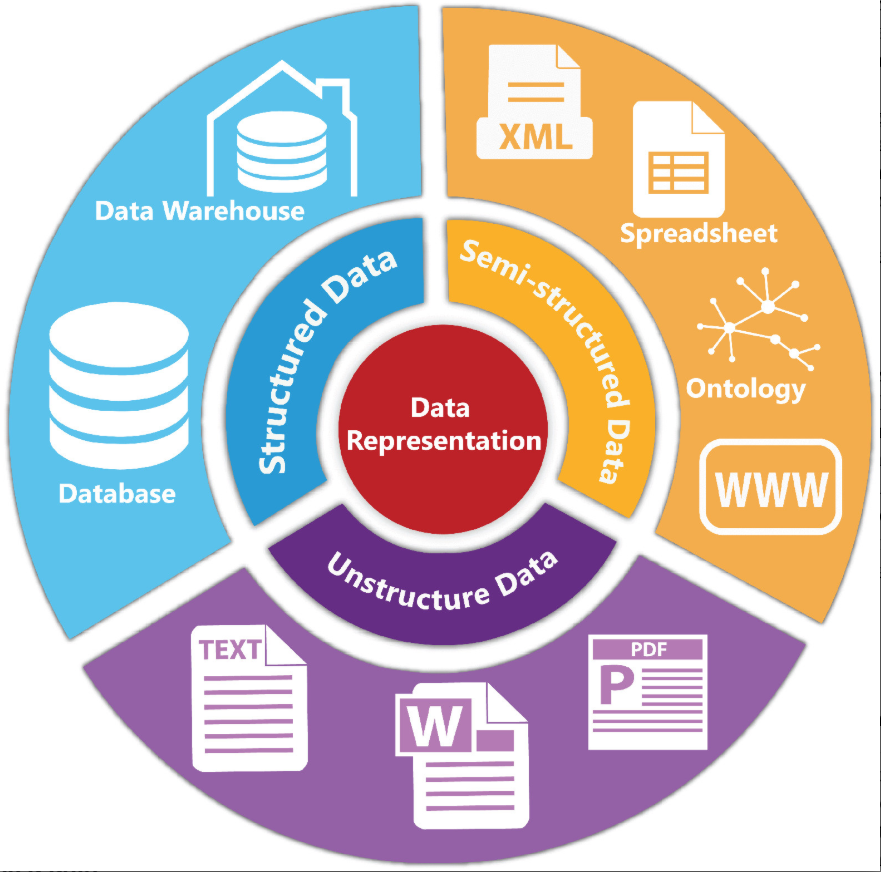 Data Warehouse
Database
Structured Data
XML
Spreadsheet
Ontology
WWW
Semi-structured Data
Data
Representation
Unstructure Data
TEXT
W
PDF
P